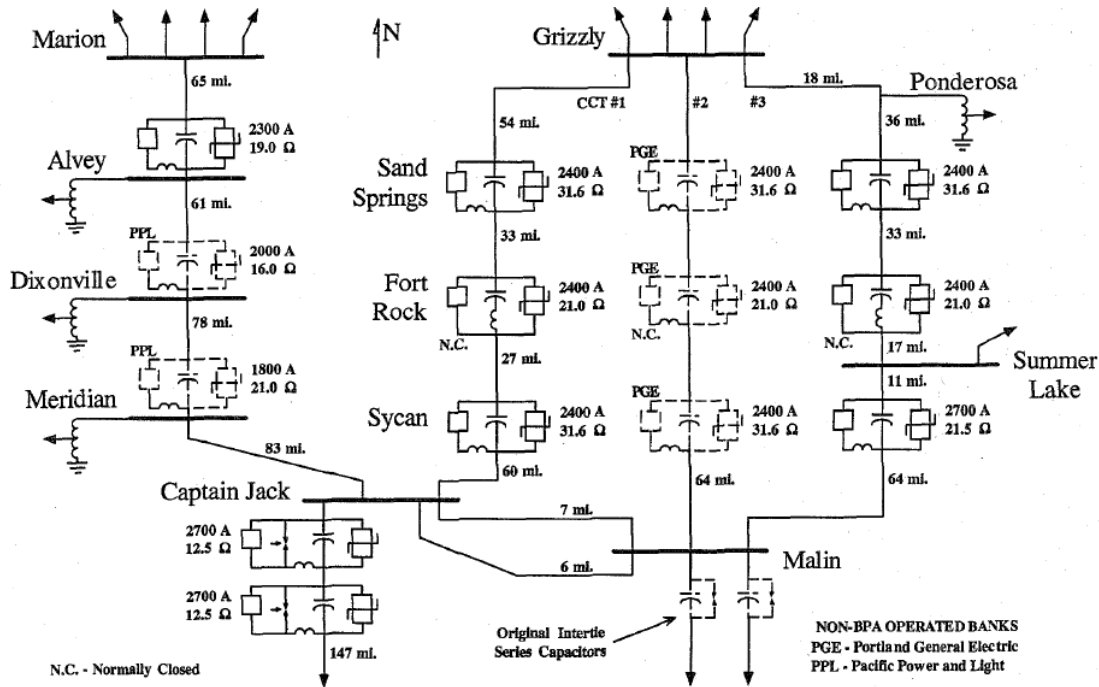 Marion
N
Grizzly
65 mi.
18 mi.
Ponderosa
CCT #1
#2
#3
54 mi.
36 mi.
2300 A
19.0 Ω
Alvey
Sand
Springs
2400 A
31.6 Ω
PGE
2400 A
31.6 Ω
2400 A
31.6 Ω
61 mi.
33 mi.
33 mi.
PPL
2000 A
16.0 Ω
Dixonville
Fort
Rock
2400 A
21.0 Ω
PGE
2400 A
21.0 Ω
2400 A
21.0 Ω
78 mi.
N.C.
N.C.
N.C.
27 mi.
17 mi.
Summer
Lake
11 mi.
PPL
1800 A
21.0 Ω
Meridian
Sycan
2400 A
31.6 Ω
PGE
2400 A
31.6 Ω
2700 A
21.5 Ω
83 mi.
60 mi.
64 mi.
64 mi.
Captain Jack
7 mi.
2700 A
12.5 Ω
6 mi.
Malin
2700 A
12.5 Ω
Original Intertie
Series Capacitors
NON-BPA OPERATED BANKS
PGE - Portland General Electric
PPL - Pacific Power and Light
147 mi.
N.C. - Normally Closed